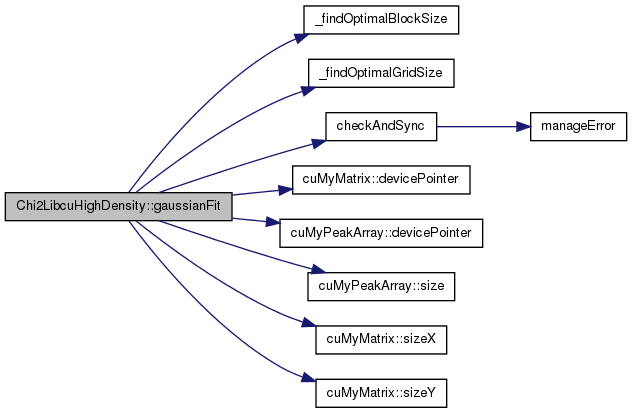 _findOptimalBlockSize
_findOptimalGridSize
checkAndSync
manageError
cuMyMatrix::devicePointer
Chi2LibcuHighDensity::gaussianFit
cuMyPeakArray::devicePointer
cuMyPeakArray::size
cuMyMatrix::sizeX
cuMyMatrix::sizeY